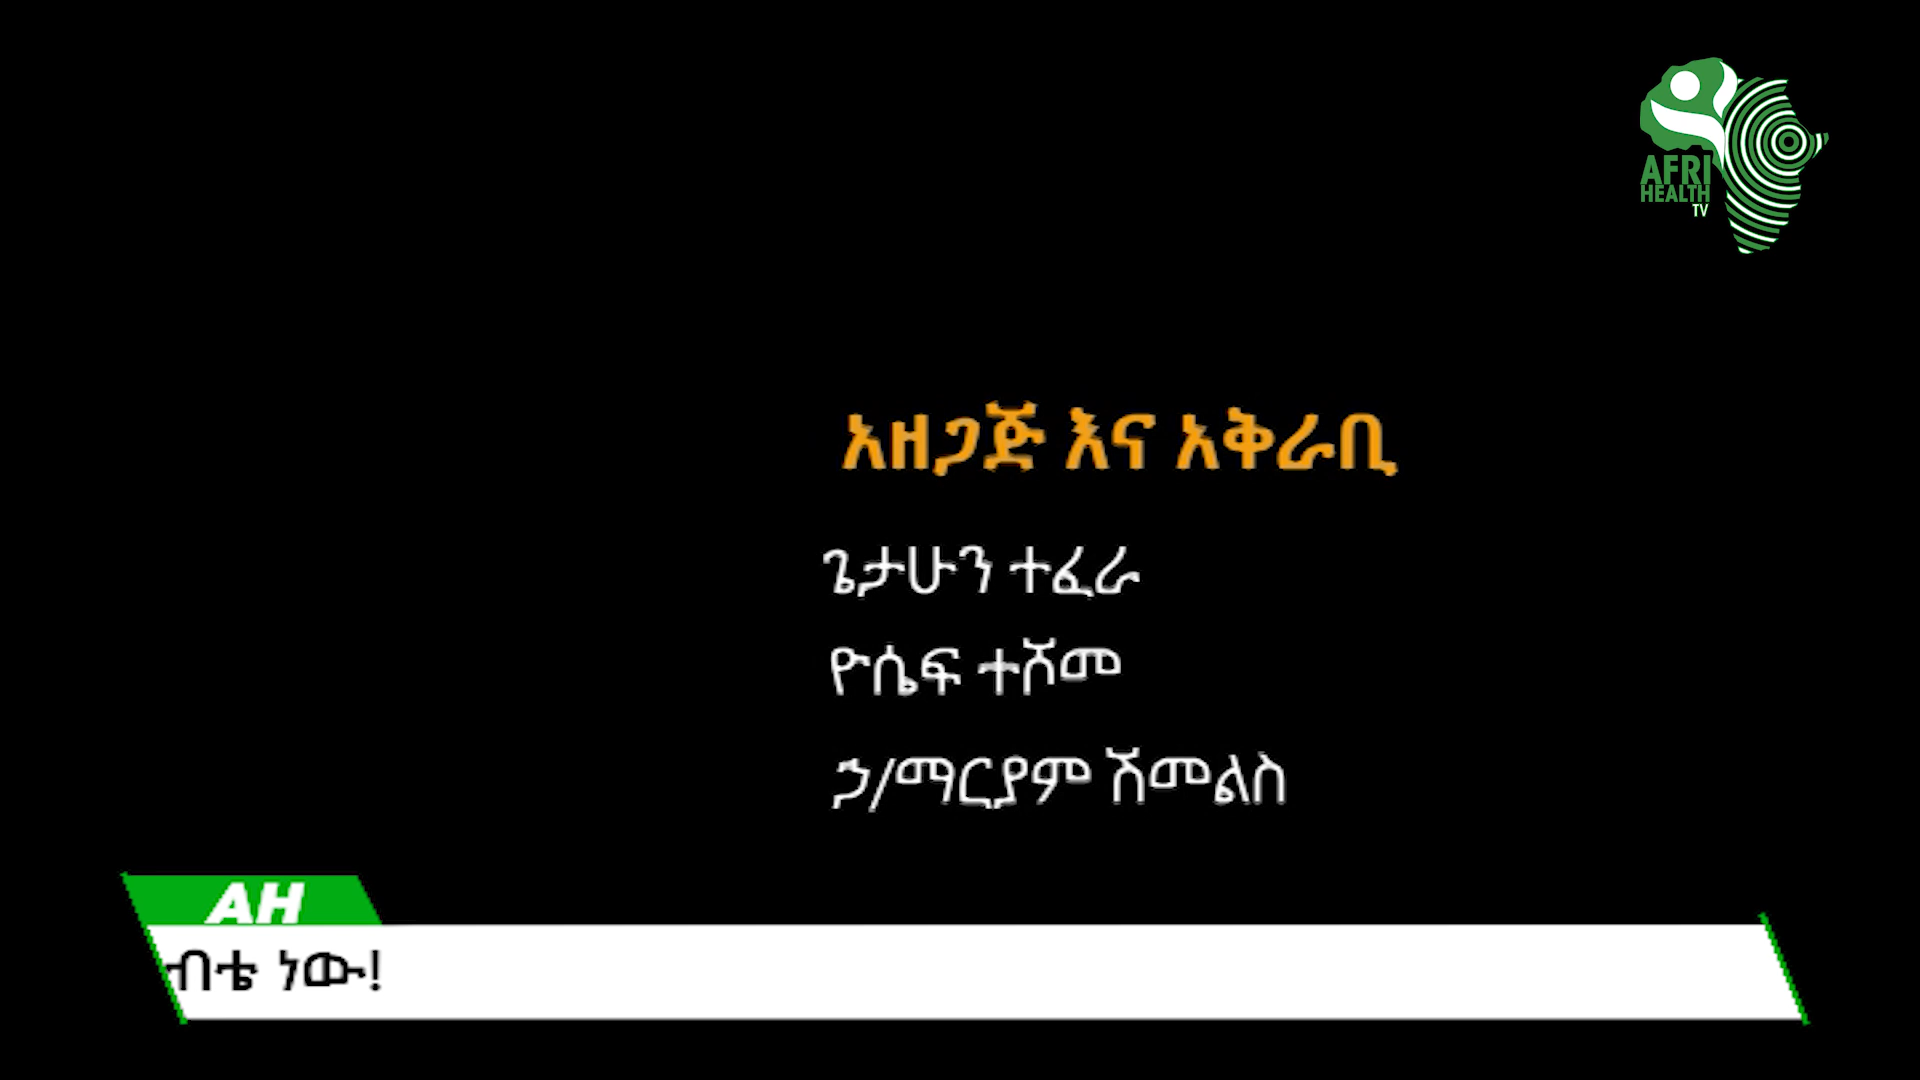 AFRI
HEALTH
TV
አዘጋጅ እና አቅራቢ
ጌታሁን ተፈራ
ዮሴፍ ተሾመ
ኃ/ማርያም ሽመልስ
AH
ብቴ ነው!